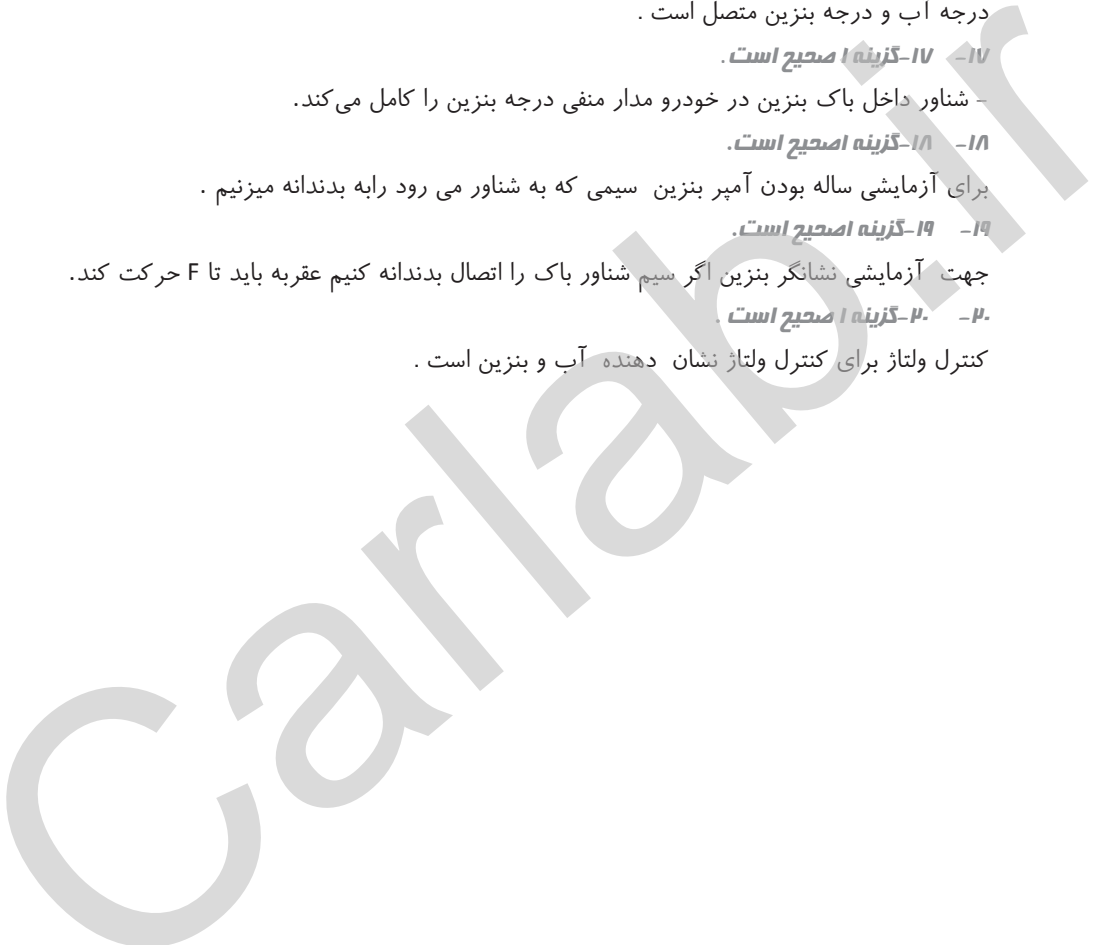 درجه آب و درجه بنزین متصل است .
۱۷- ۱۷-گزینه ۱ صحیح است .
- شناور داخل باک بنزین در خودرو مدار منفی درجه بنزین را کامل می‌کند.
۱۸- ۱۸-گزینه ۱صحیح است.
برای آزمایشی ساله بودن آمپر بنزین سیمی که به شناور می رود رابه بدندانه میزنیم .
۱۹- ۱۹-گزینه ۱صحیح است.
جهت آزمایشی نشانگر بنزین اگر سیم شناور باک را اتصال بدندانه کنیم عقربه باید تا F حرکت کند.
۲۰- ۲۰-گزینه ۱ صحیح است .
کنترل ولتاژ برای کنترل ولتاژ نشان دهنده آب و بنزین است .
Carlab.ir